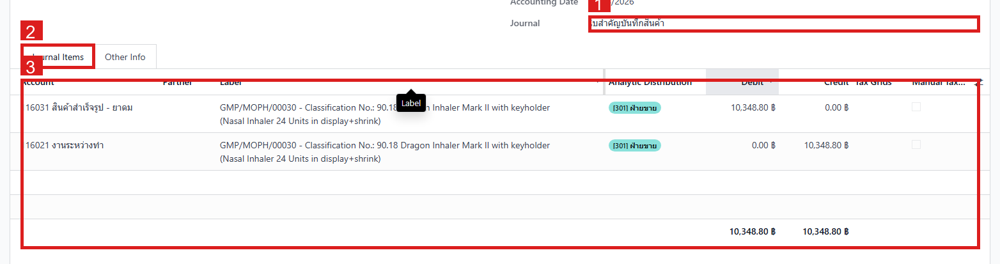 Accounting Date /2026
1
Journal ใบสำคัญบันทึกสินค้า
2
Journal Items Other Info
3
Account Partner Label Analytic Distribution Debit Credit Tax Grids Manual Tax...
Label
16031 สินค้าสำเร็จรูป - ยาดม GMP/MOPH/00030 - Classification No.: 90.18 Dragon Inhaler Mark II with keyholder [301] ฝ่ายขาย 10,348.80 ฿ 0.00 ฿
(Nasal Inhaler 24 Units in display+shrink)
16021 งานระหว่างทำ GMP/MOPH/00030 - Classification No.: 90.18 Dragon Inhaler Mark II with keyholder [301] ฝ่ายขาย 0.00 ฿ 10,348.80 ฿
(Nasal Inhaler 24 Units in display+shrink)
10,348.80 ฿ 10,348.80 ฿